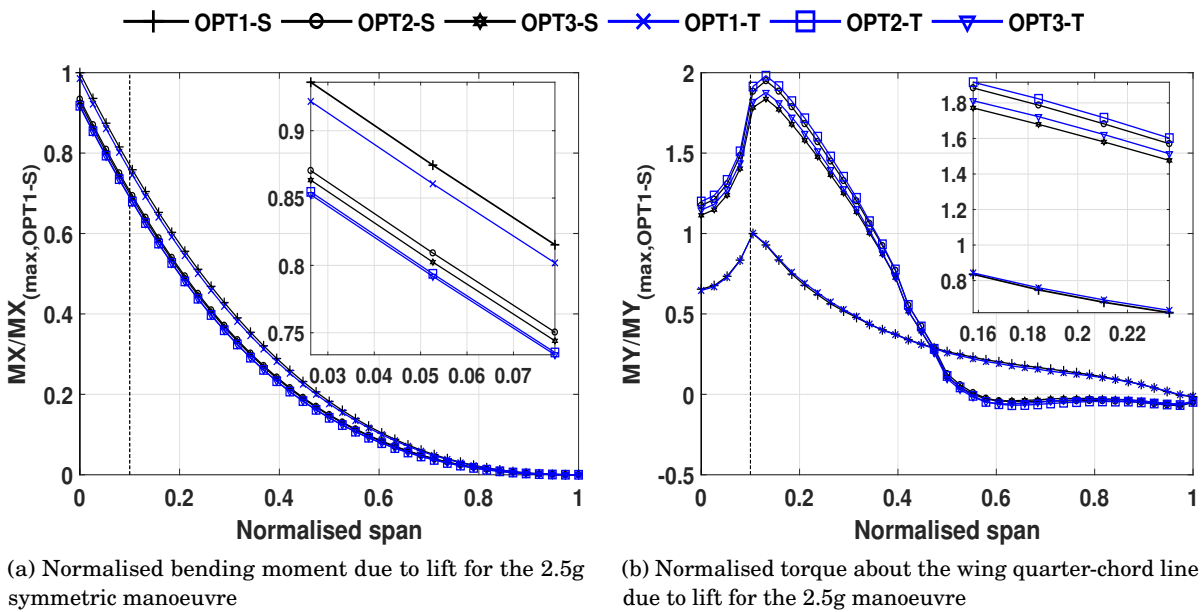 OPT1-S OPT2-S OPT3-S OPT1-T OPT2-T OPT3-T
1
0.8
0.6
0.4
0.2
0
0 0.2 0.4 0.6 0.8 1
MX/MX(max,OPT1-S)
Normalised span
0.9
0.85
0.8
0.75
0.03 0.04 0.05 0.06 0.07
2
1.5
1
0.5
0
-0.5
0 0.2 0.4 0.6 0.8 1
MY/MY(max,OPT1-S)
Normalised span
1.8
1.6
1.4
1.2
1
0.8
0.16 0.18 0.2 0.22
(a) Normalised bending moment due to lift for the 2.5g
symmetric manoeuvre
(b) Normalised torque about the wing quarter-chord line
due to lift for the 2.5g manoeuvre